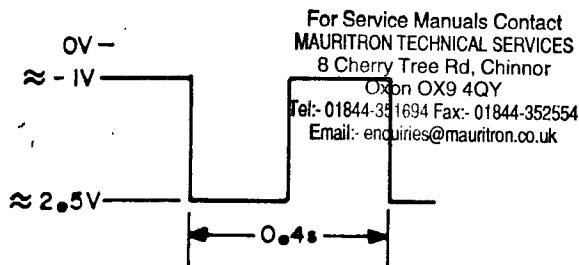 For Service Manuals Contact
MAURITRON TECHNICAL SERVICES
8 Cherry Tree Rd, Chinnor
Oxon OX9 4QY
Tel:- 01844-351694 Fax:- 01844-352554
Email:- enquiries@mauritron.co.uk
0V –
≈ - 1V
≈ 2.5V
0.4s